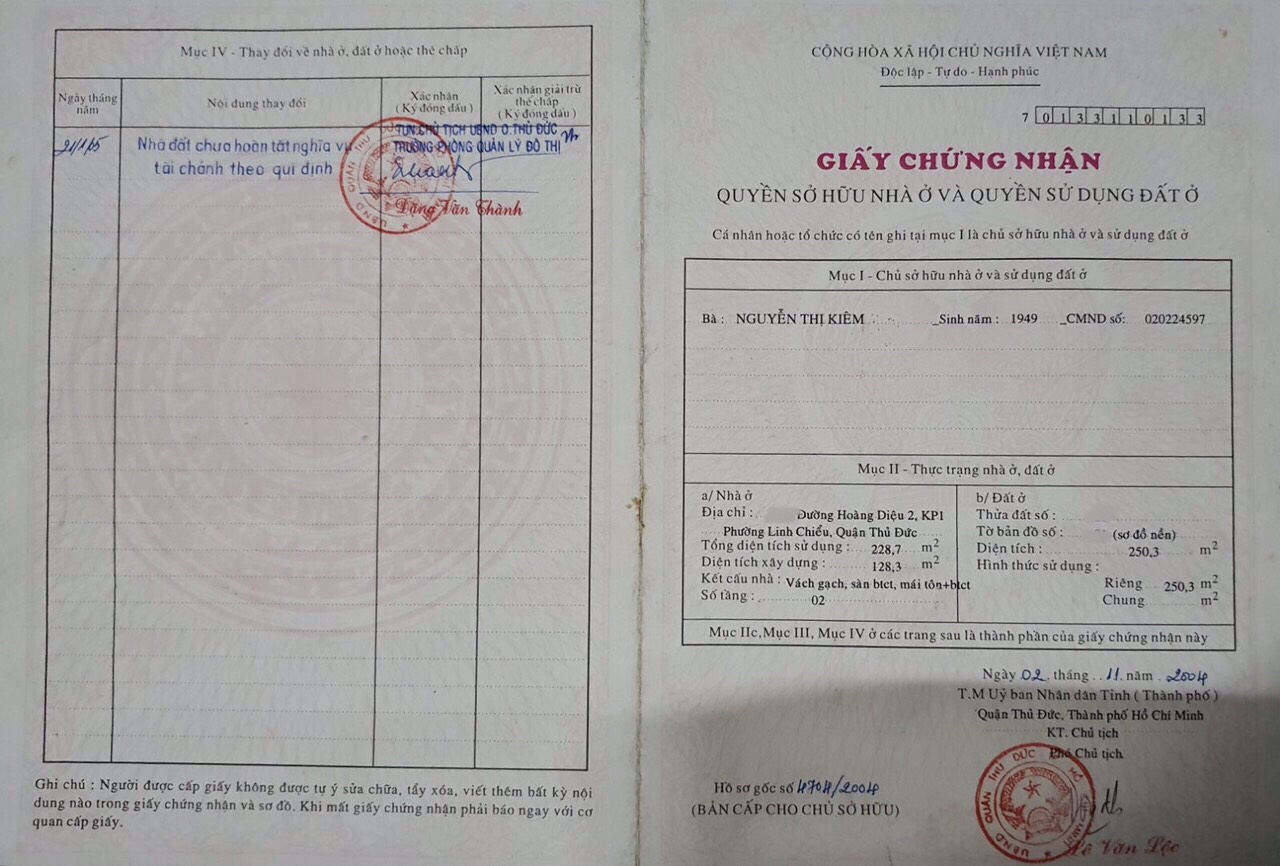 Mục IV - Thay đổi về nhà ở, đất ở hoặc thế chấp
Ngày tháng năm
Nội dung thay đổi
Xác nhận
( Ký đóng dấu )
Xác nhận giải trừ
thế chấp
( Ký đóng dấu )
Nhà đất chưa hoàn tất nghĩa vụ
tài chánh theo qui định
TUN.CHỦ TỊCH UBND Q.THỦ ĐỨC
TRƯỞNG PHÒNG QUẢN LÝ ĐÔ THỊ
Đặng Văn Thành
Ghi chú : Người được cấp giấy không được tự ý sửa chữa, tẩy xóa, viết thêm bất kỳ nội
dung nào trong giấy chứng nhận và sơ đồ. Khi mất giấy chứng nhận phải báo ngay với cơ
quan cấp giấy.
CỘNG HÒA XÃ HỘI CHỦ NGHĨA VIỆT NAM
Độc lập - Tự do - Hạnh phúc
7 0133110133
GIẤY CHỨNG NHẬN
QUYỀN SỞ HỮU NHÀ Ở VÀ QUYỀN SỬ DỤNG ĐẤT Ở
Cá nhân hoặc tổ chức có tên ghi tại mục I là chủ sở hữu nhà ở và sử dụng đất ở
Mục I - Chủ sở hữu nhà ở và sử dụng đất ở
Bà : NGUYỄN THỊ KIÊM _Sinh năm : 1949 _CMND số: 020224597
Mục II - Thực trạng nhà ở, đất ở
a/ Nhà ở
Địa chỉ : Đường Hoàng Diệu 2, KP1
Phường Linh Chiểu, Quận Thủ Đức
Tổng diện tích sử dụng : 228,7 m2
Diện tích xây dựng : 128,3 m2
Kết cấu nhà : Vách gạch, sàn btct, mái tôn+btct
Số tầng : 02
b/ Đất ở
Thửa đất số :
Tờ bản đồ số : (sơ đồ nền)
Diện tích : 250,3 m2
Hình thức sử dụng :
Riêng 250,3 m2
Chung m2
Mục IIc,Mục III, Mục IV ở các trang sau là thành phần của giấy chứng nhận này
Ngày 02 tháng 11 năm 2004
T.M Uỷ ban Nhân dân Tỉnh ( Thành phố )
Quận Thủ Đức, Thành phố Hồ Chí Minh
KT. Chủ tịch
Phó Chủ tịch
Hồ sơ gốc số 4704/2004
(BẢN CẤP CHO CHỦ SỞ HỮU)
Lê Văn Lộc